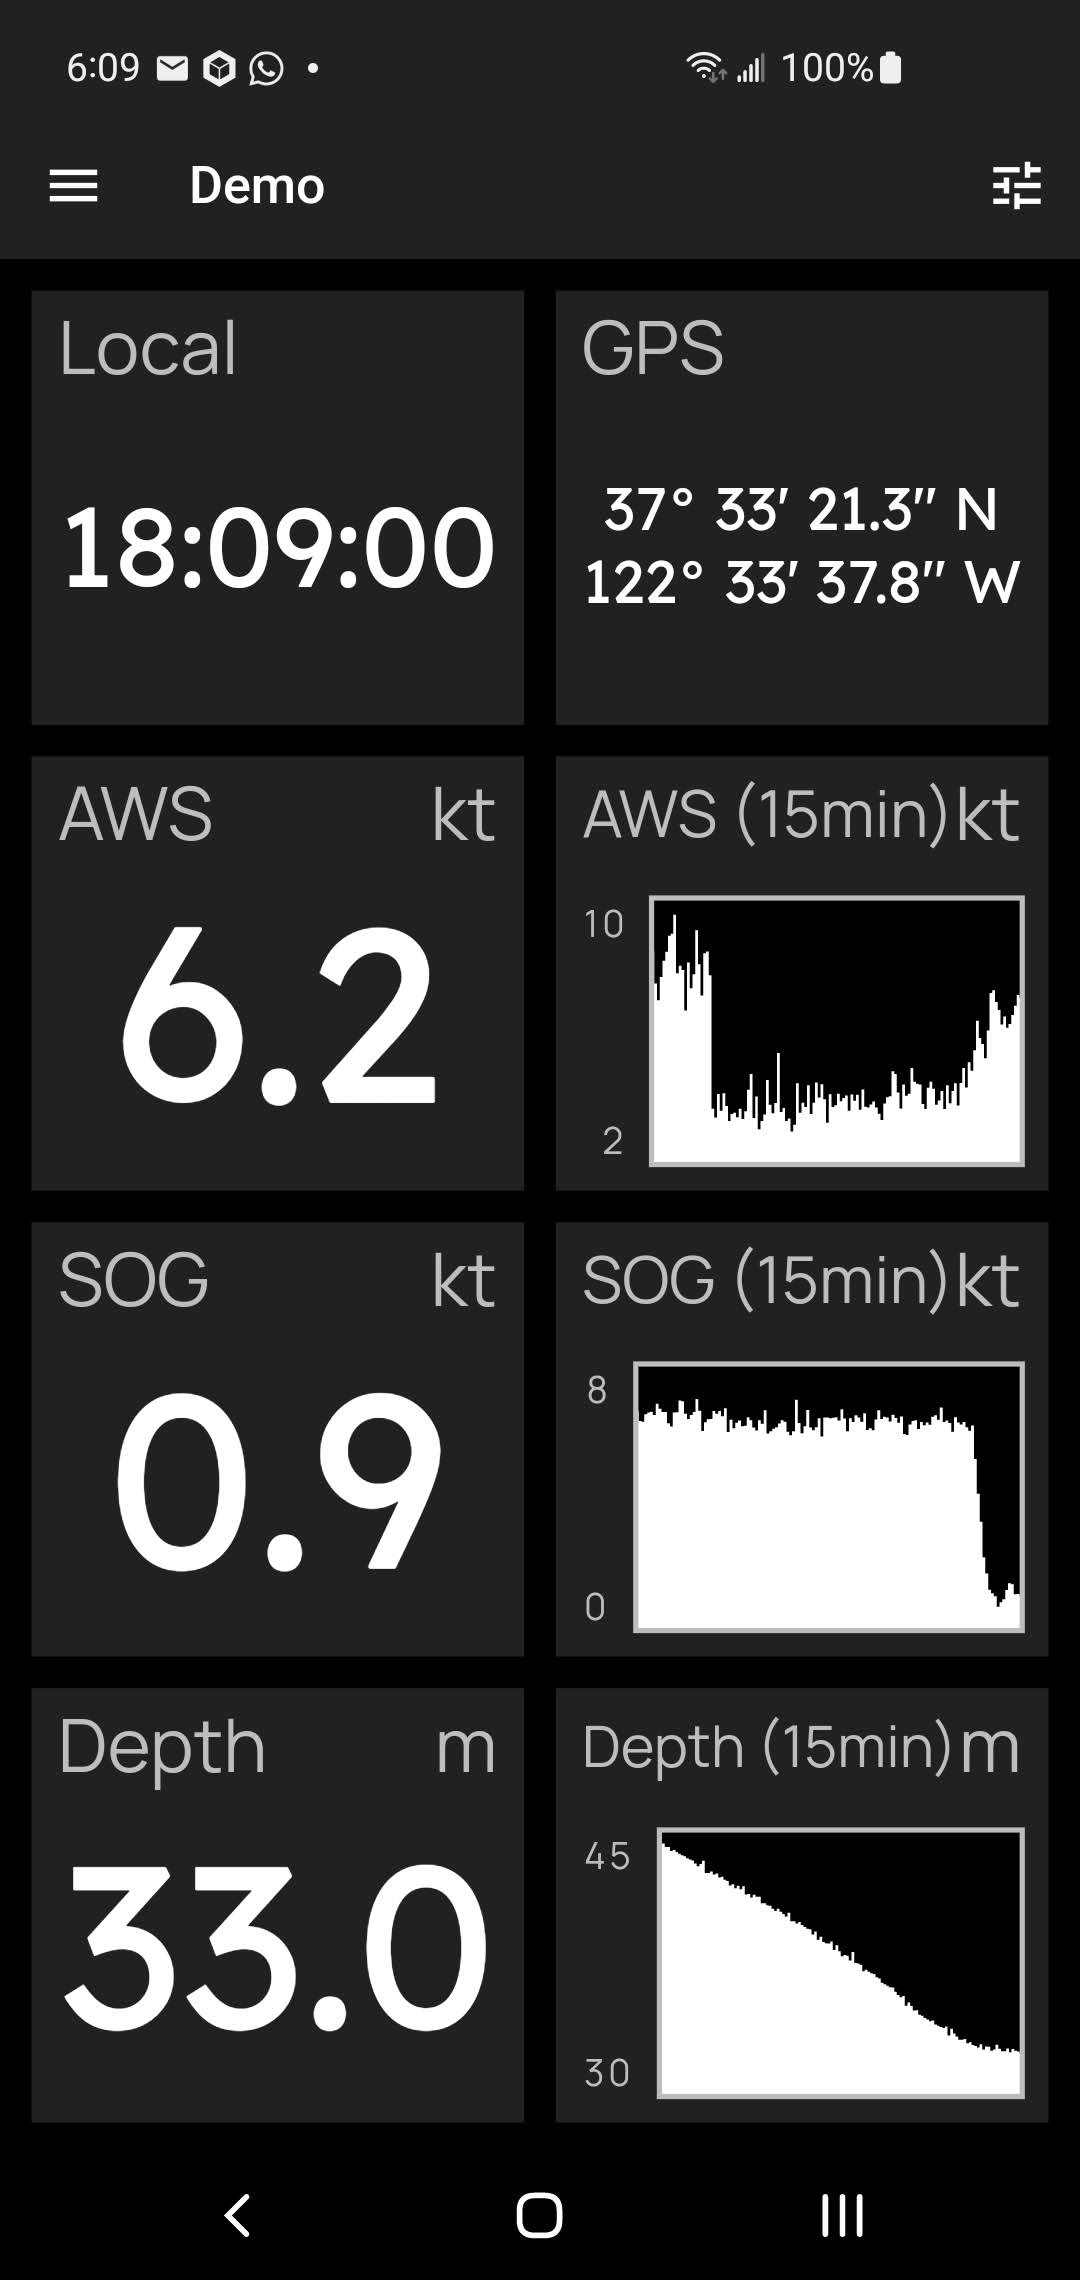 6:09 100%
Demo
Local
18:09:00
GPS
37° 33′ 21.3″ N
122° 33′ 37.8″ W
AWS kt
6.2
AWS (15min) kt
10
2
SOG kt
0.9
SOG (15min) kt
8
0
Depth m
33.0
Depth (15min) m
45
30